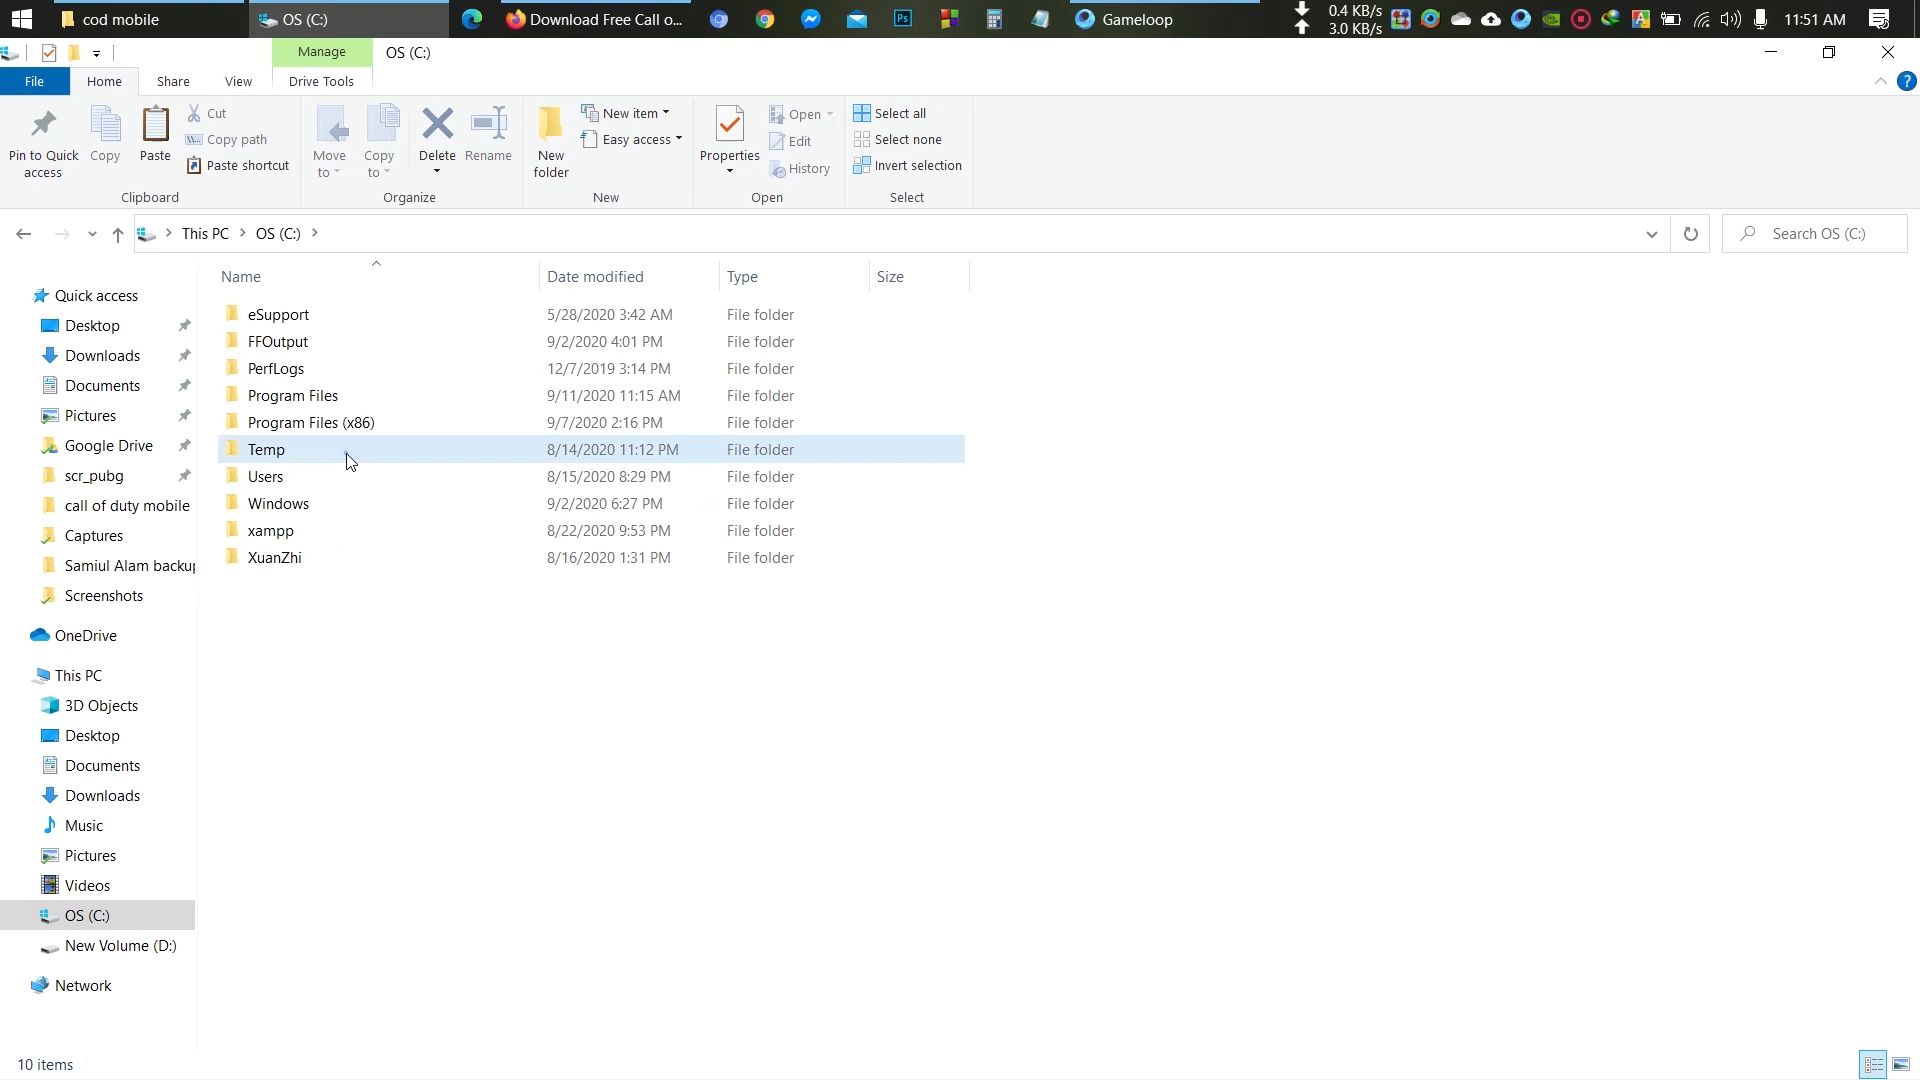 cod mobile
OS (C:)
Download Free Call o...
Gameloop
0.4 KB/s
3.0 KB/s
11:51 AM
Manage
OS (C:)
File
Home
Share
View
Drive Tools
Pin to Quick access
Copy
Paste
Cut
Copy path
Paste shortcut
Clipboard
Move to
Copy to
Delete
Rename
Organize
New folder
New item
Easy access
New
Properties
Open
Edit
History
Open
Select all
Select none
Invert selection
Select
This PC
OS (C:)
Search OS (C:)
Name
Date modified
Type
Size
eSupport 5/28/2020 3:42 AM File folder
FFOutput 9/2/2020 4:01 PM File folder
PerfLogs 12/7/2019 3:14 PM File folder
Program Files 9/11/2020 11:15 AM File folder
Program Files (x86) 9/7/2020 2:16 PM File folder
Temp 8/14/2020 11:12 PM File folder
Users 8/15/2020 8:29 PM File folder
Windows 9/2/2020 6:27 PM File folder
xampp 8/22/2020 9:53 PM File folder
XuanZhi 8/16/2020 1:31 PM File folder
Quick access
Desktop
Downloads
Documents
Pictures
Google Drive
scr_pubg
call of duty mobile
Captures
Samiul Alam backup
Screenshots
OneDrive
This PC
3D Objects
Desktop
Documents
Downloads
Music
Pictures
Videos
OS (C:)
New Volume (D:)
Network
10 items